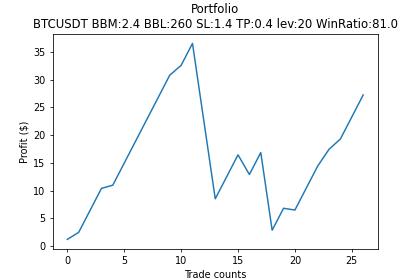 Portfolio
BTCUSDT BBM:2.4 BBL:260 SL:1.4 TP:0.4 lev:20 WinRatio:81.0
35
30
25
20
15
10
5
0
Profit ($)
0 5 10 15 20 25
Trade counts